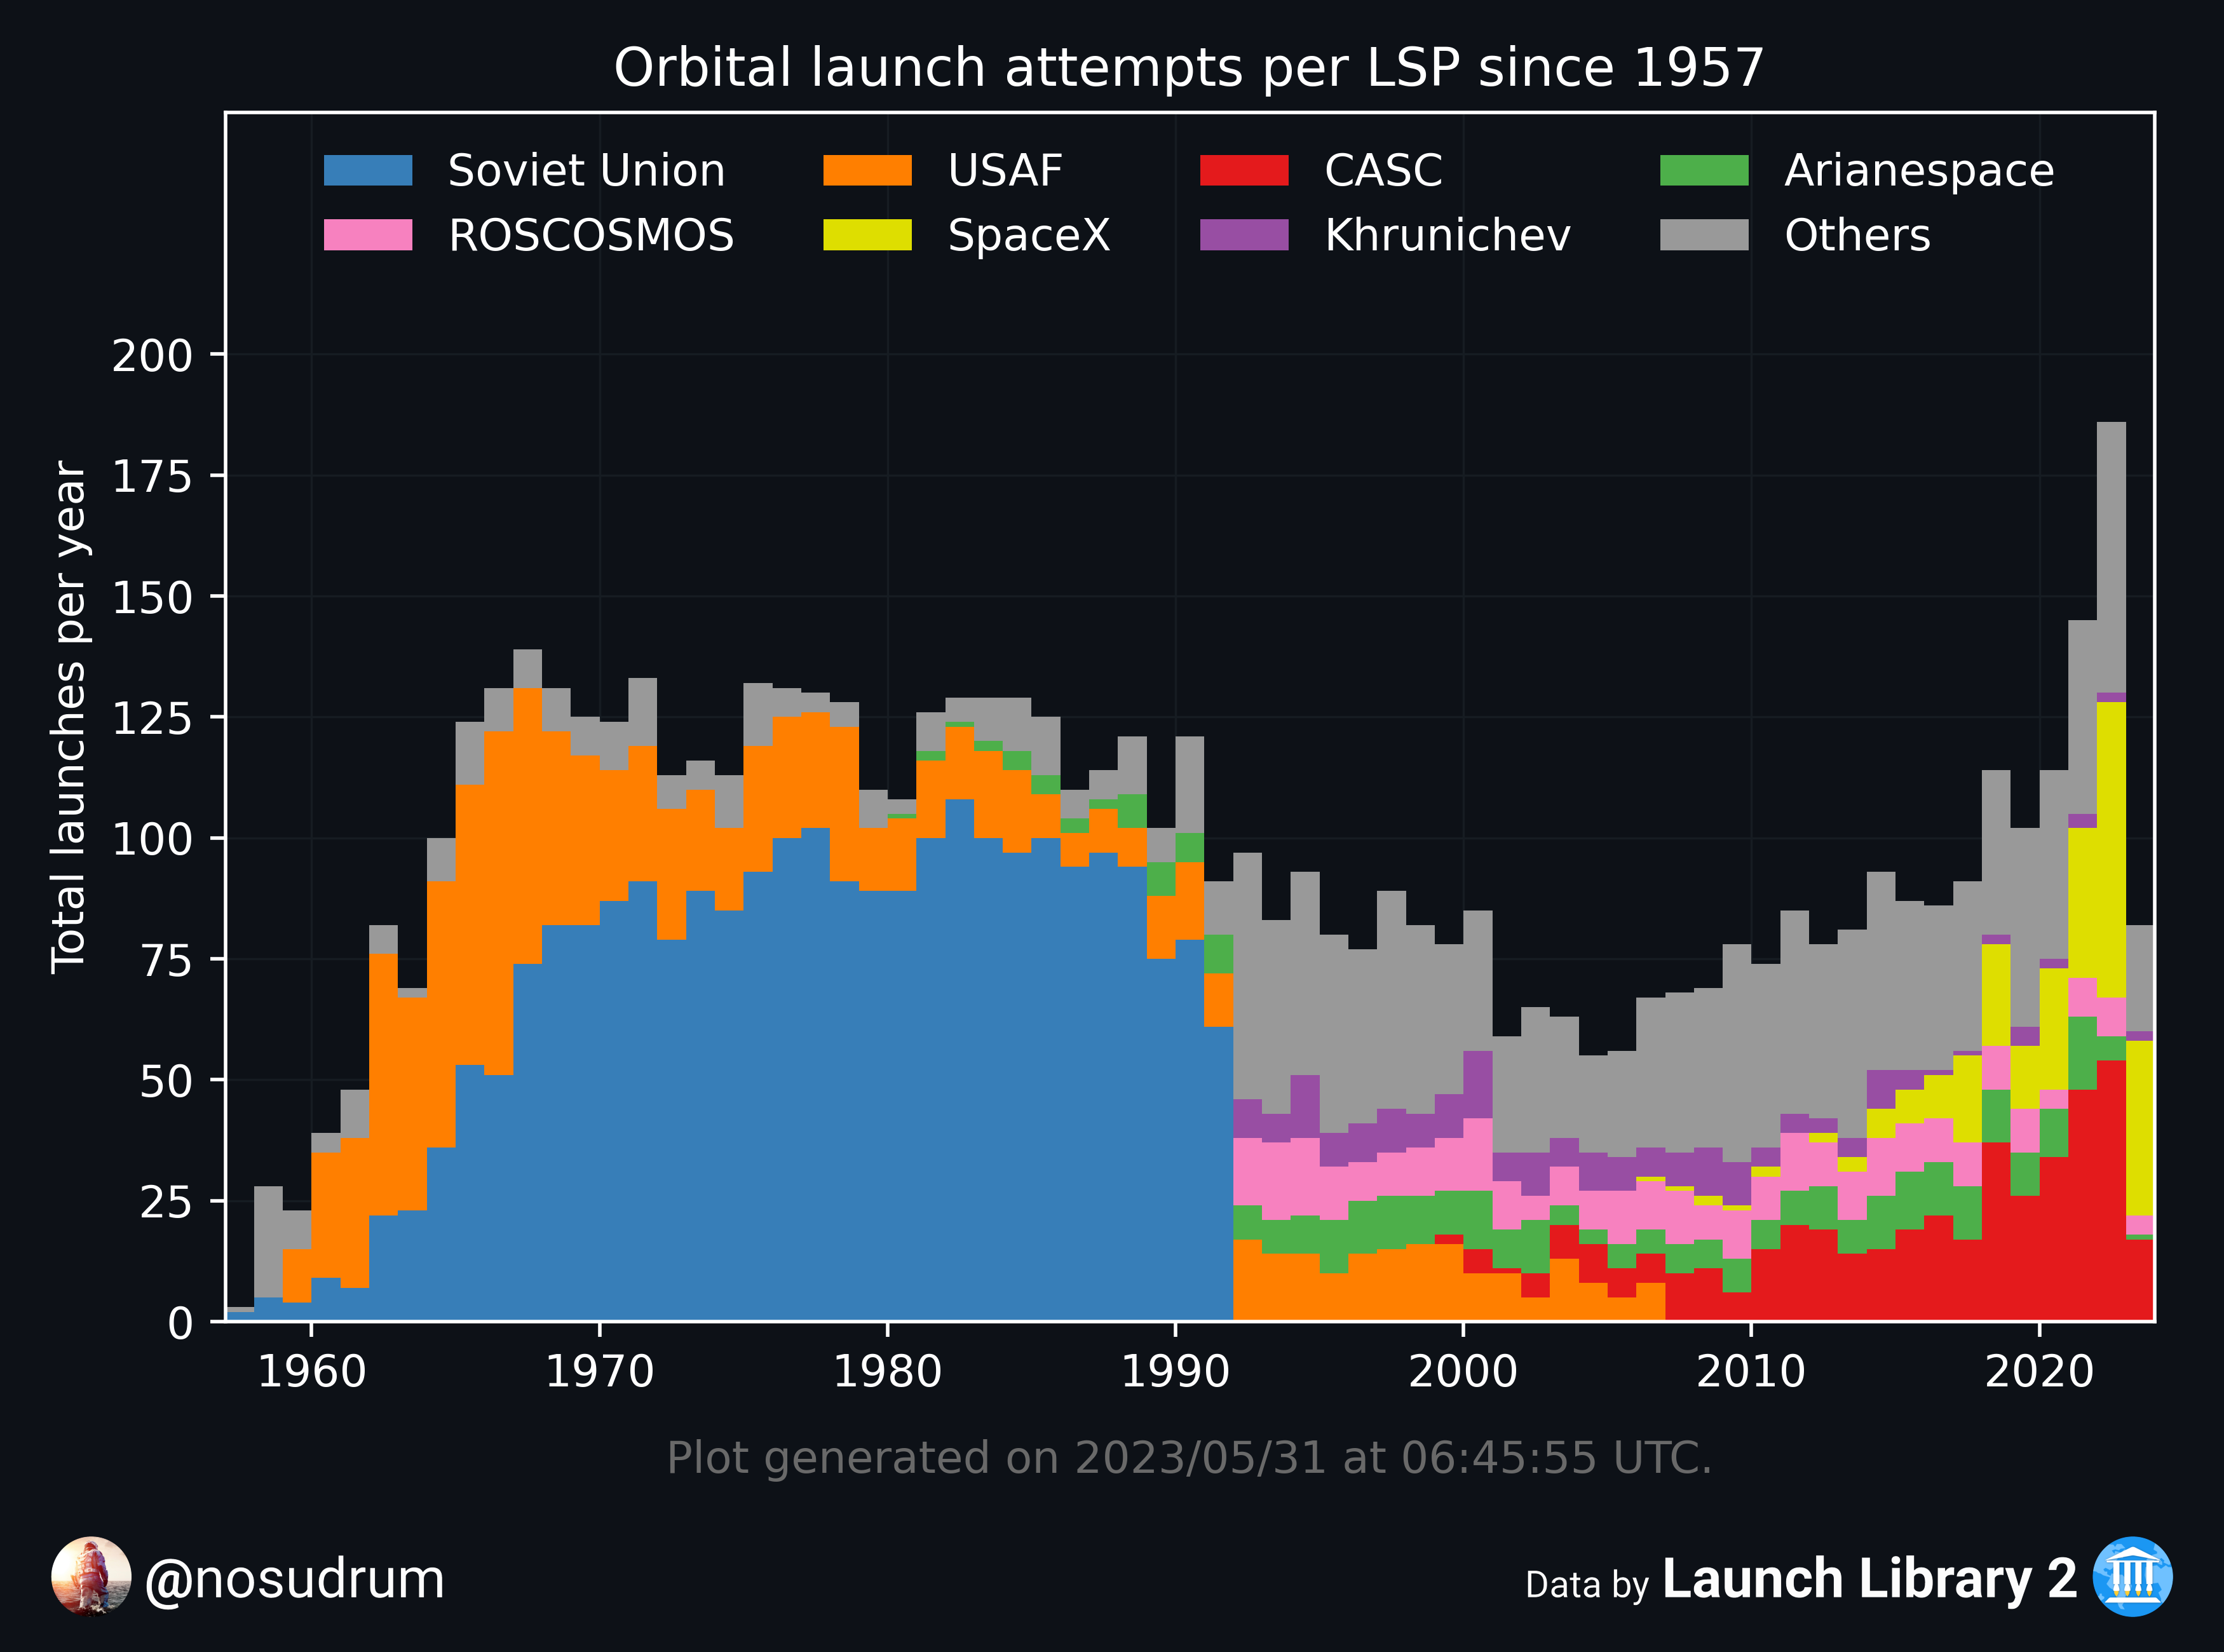 Orbital launch attempts per LSP since 1957
Soviet Union USAF CASC Arianespace
ROSCOSMOS SpaceX Khrunichev Others
Total launches per year
200
175
150
125
100
75
50
25
0
1960 1970 1980 1990 2000 2010 2020
Plot generated on 2023/05/31 at 06:45:55 UTC.
@nosudrum
Data by Launch Library 2